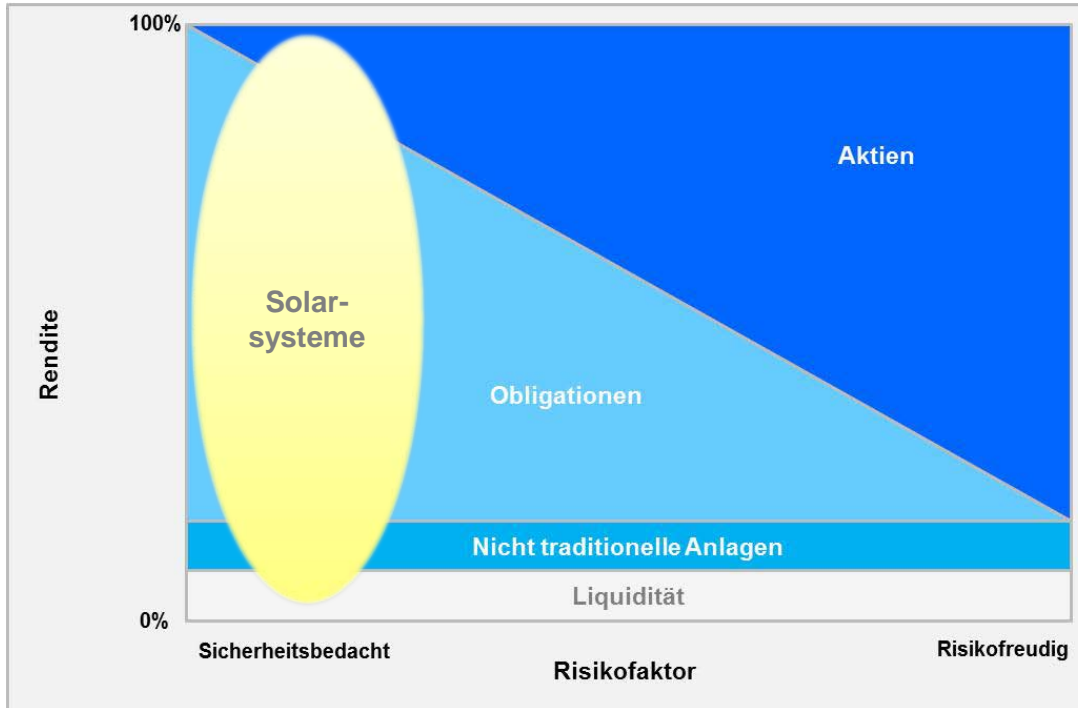 100%
Aktien
Solar-
systeme
Rendite
Obligationen
Nicht traditionelle Anlagen
Liquidität
0%
Sicherheitsbedacht
Risikofreudig
Risikofaktor